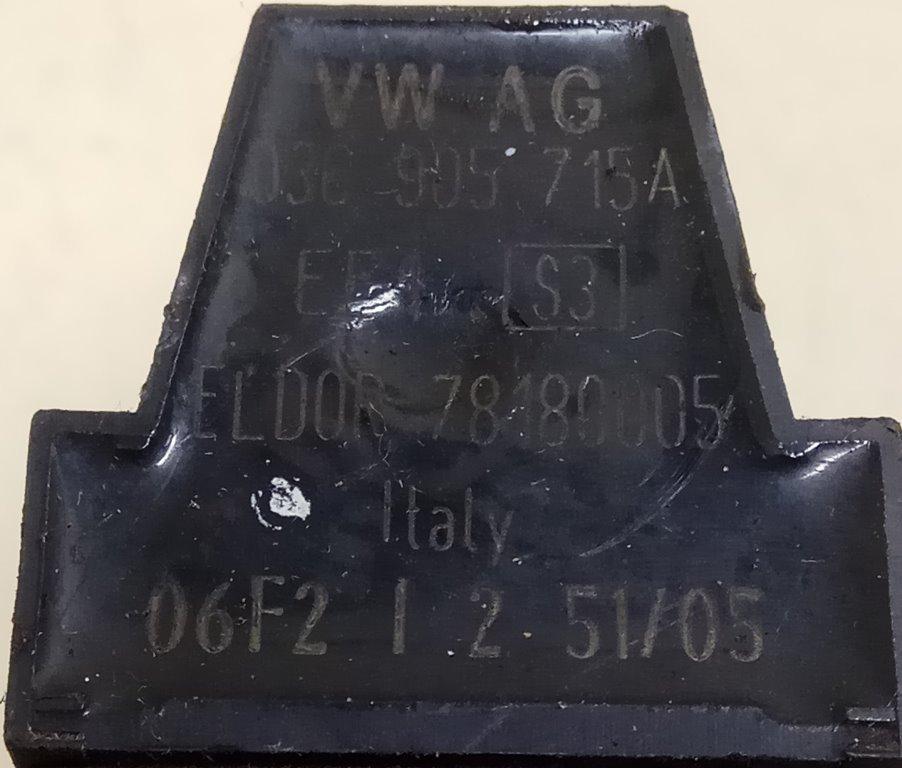 VW AG
036 905 715A
S3
ELDOR 78180005
Italy
06F2 I 2 51/05